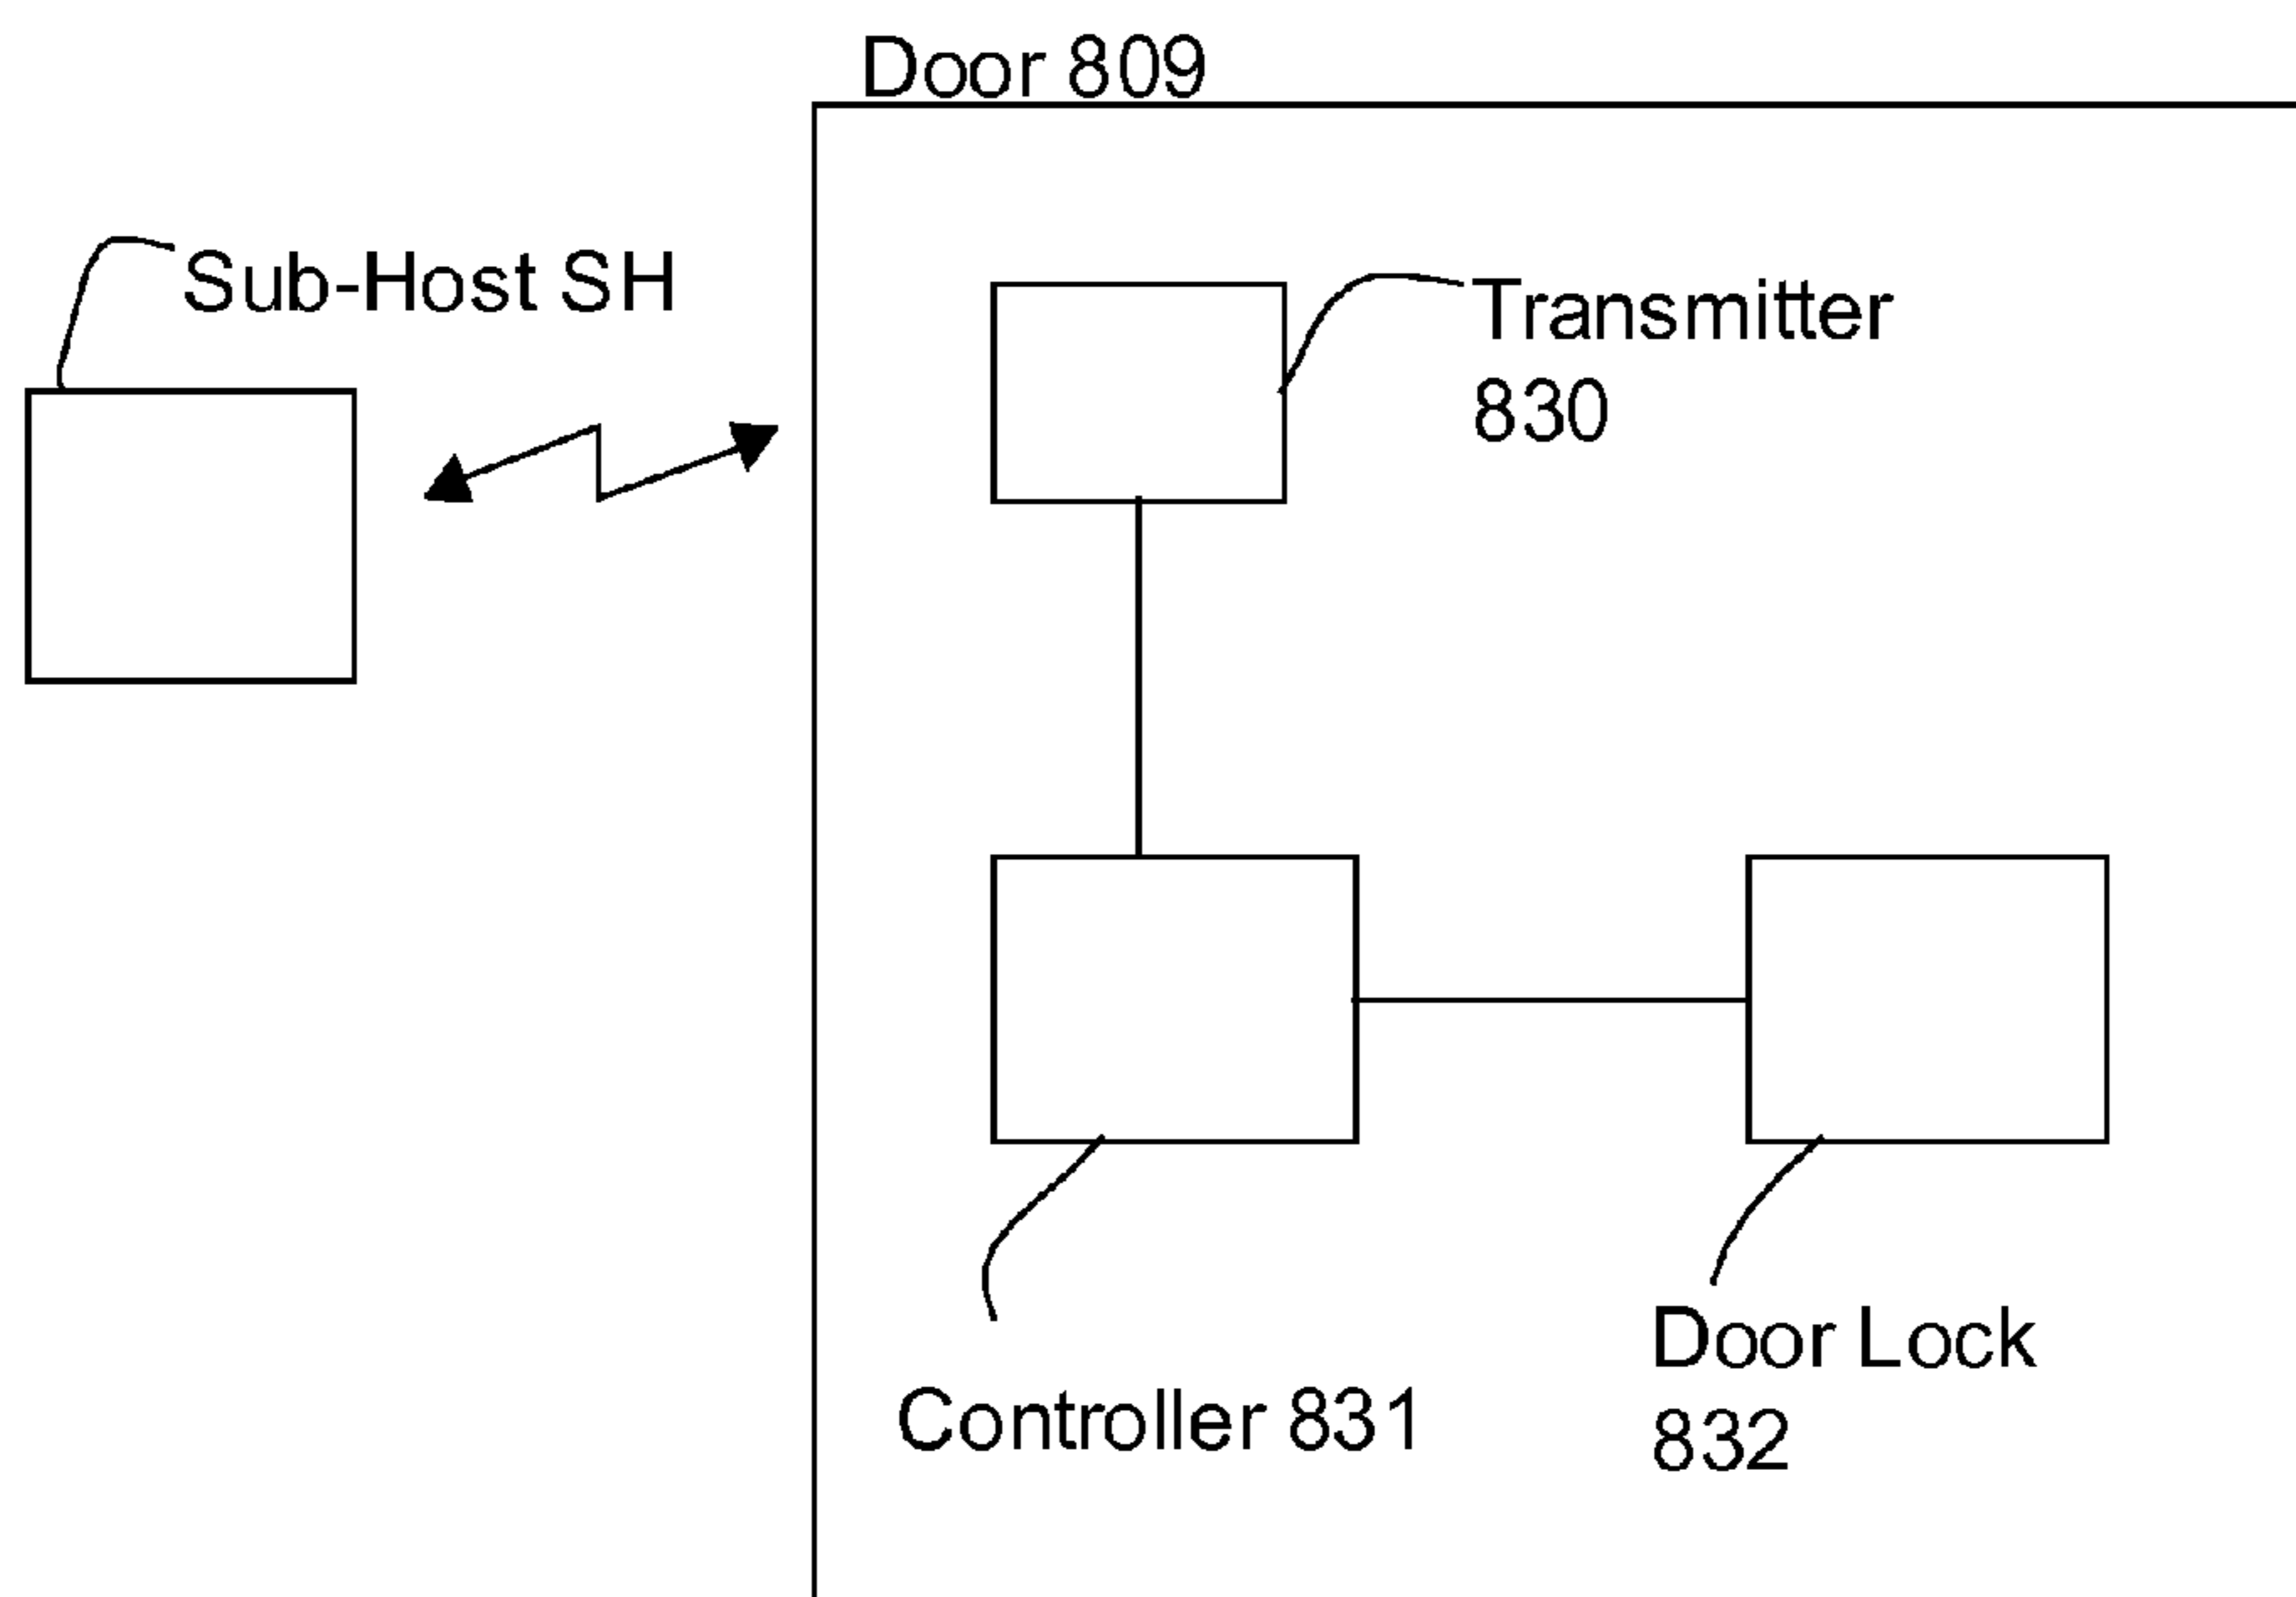 Door 809
Sub-Host SH
Transmitter
830
Controller 831
Door Lock
832